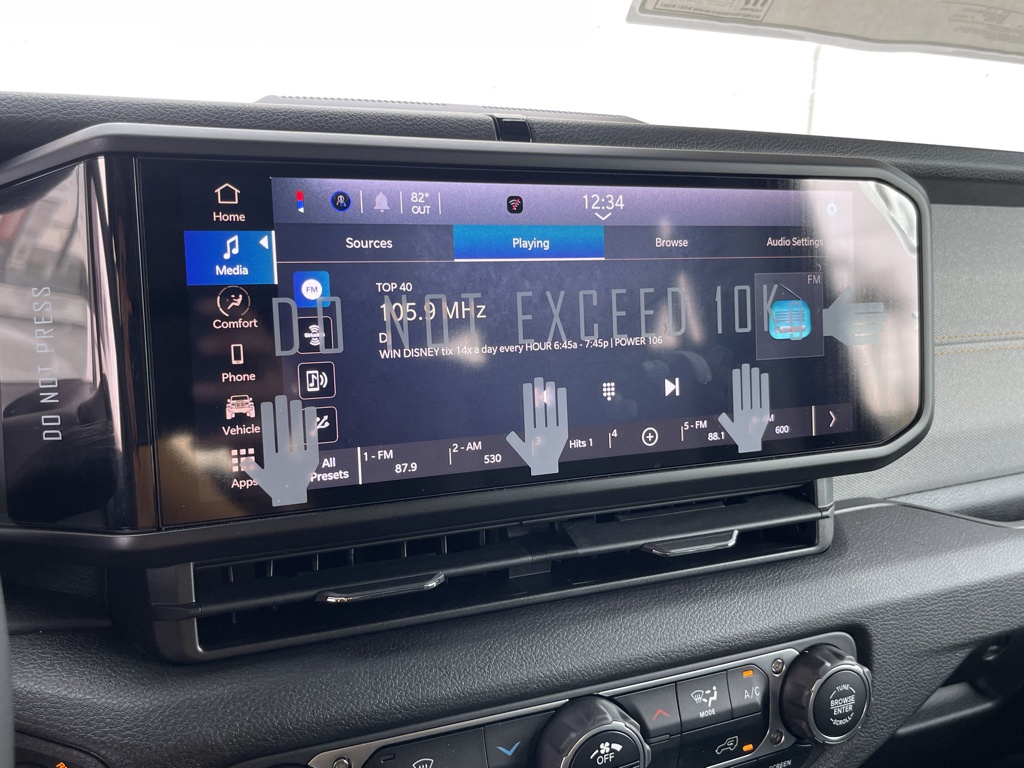 Home
82°
OUT
12:34
Media
Sources
Playing
Browse
Audio Settings
FM
TOP 40
105.9 MHz
FM
D
DO NOT EXCEED 10K
WIN DISNEY tix 14x a day every HOUR 6:45a - 7:45p | POWER 106
Comfort
Phone
Vehicle
Apps
All
Presets
1 - FM
87.9
2 - AM
530
3
Hits 1
4
5 - FM
88.1
600
DO NOT PRESS
MODE
A/C
OFF
TUNE
BROWSE
ENTER
SCROLL
SCREEN